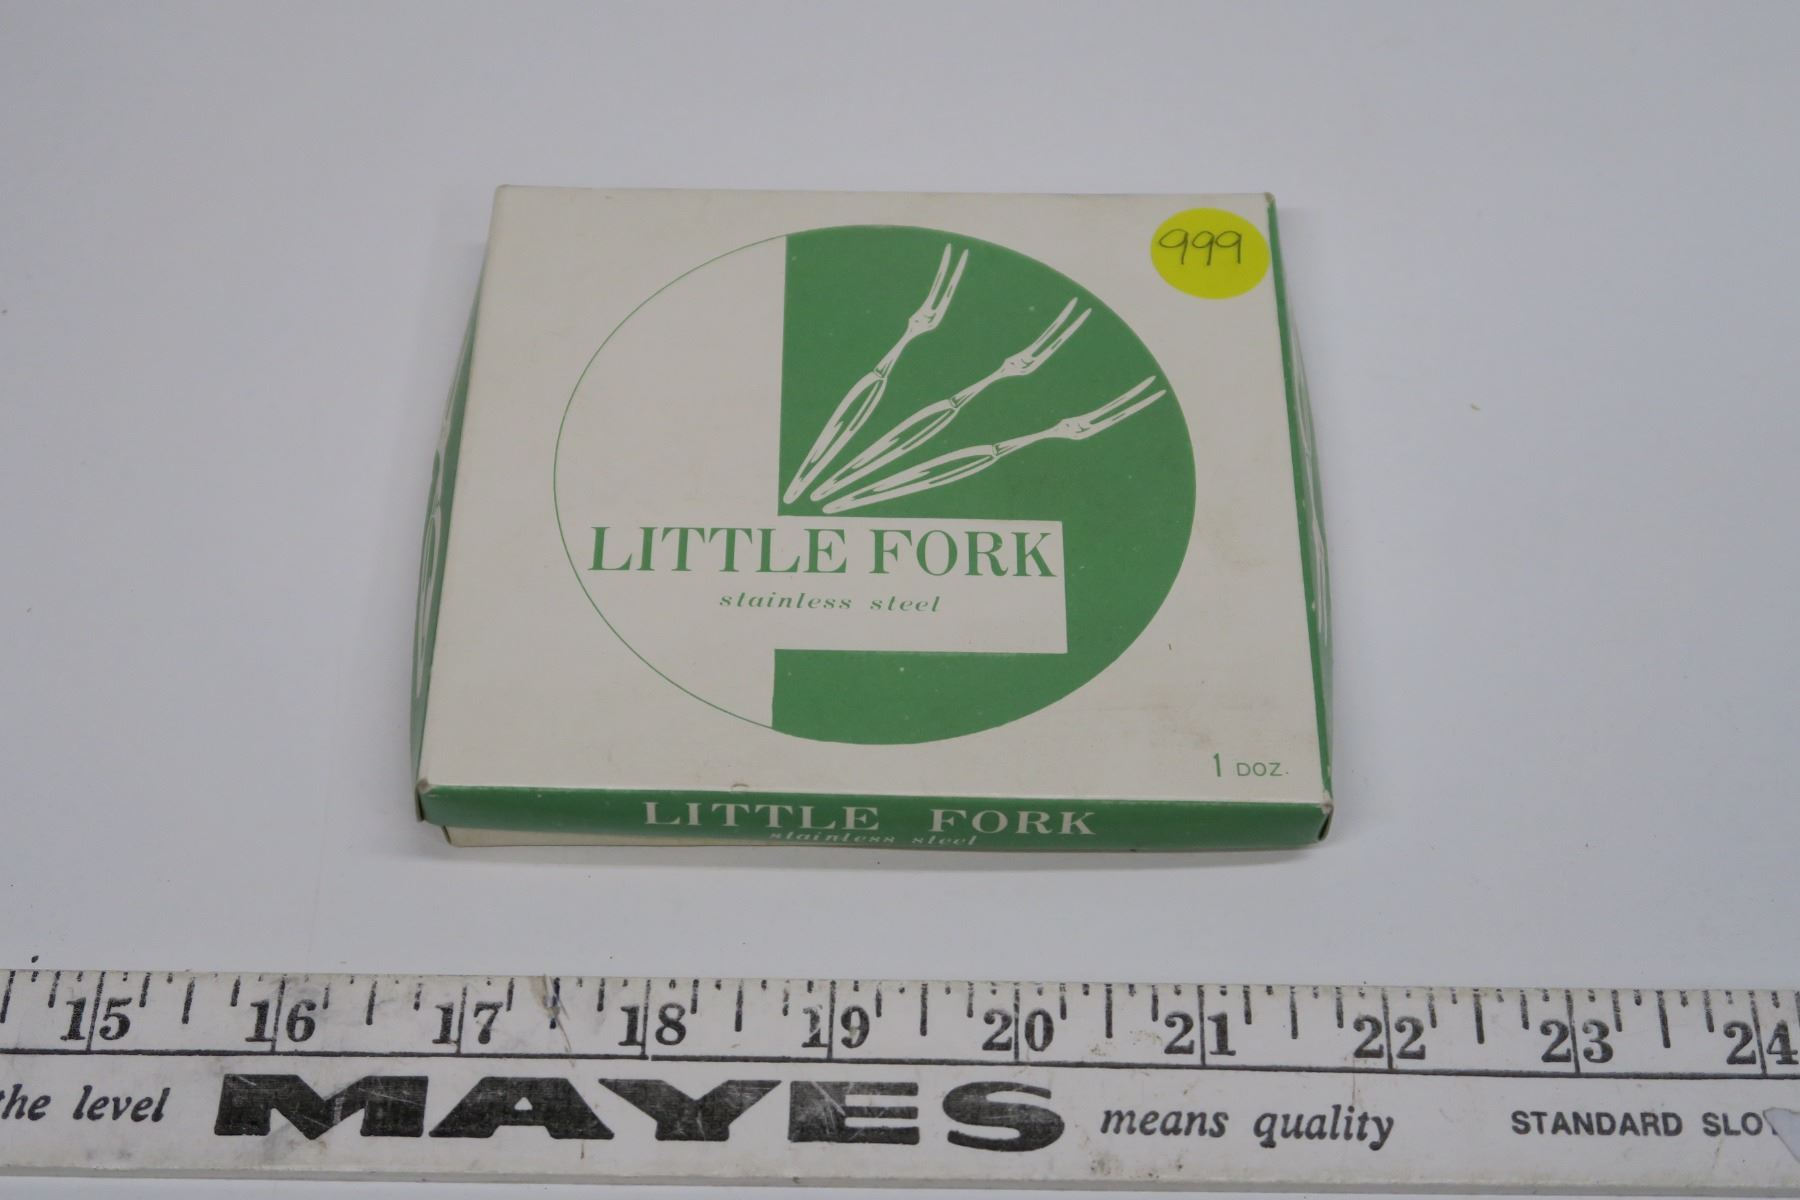 999
LITTLE FORK
stainless steel
1 DOZ.
LITTLE FORK
stainless steel
15 16 17 18 19 20 21 22 23 24
the level MAYES means quality STANDARD